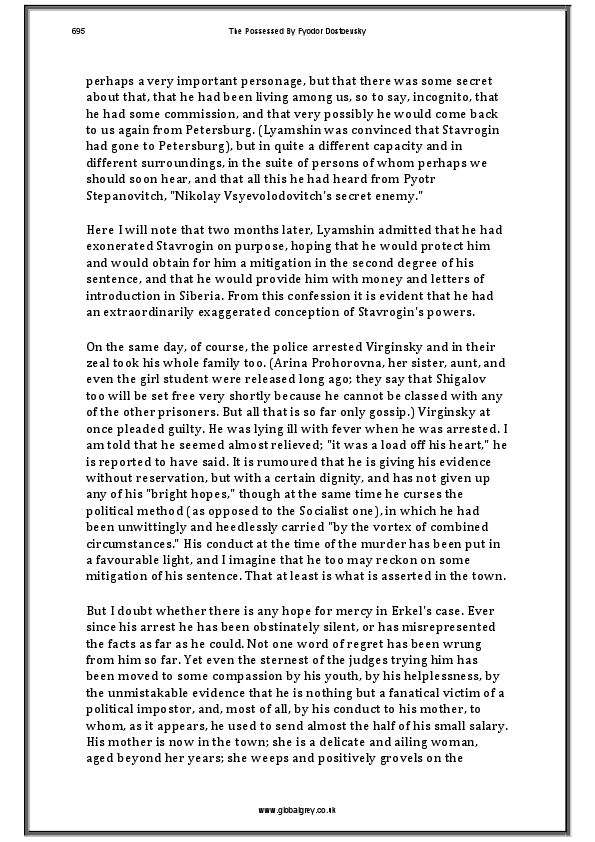 695 The Possessed By Fyodor Dostoevsky
perhaps a very important personage, but that there was some secret
about that, that he had been living among us, so to say, incognito, that
he had some commission, and that very possibly he would come back
to us again from Petersburg. (Lyamshin was convinced that Stavrogin
had gone to Petersburg), but in quite a different capacity and in
different surroundings, in the suite of persons of whom perhaps we
should soon hear, and that all this he had heard from Pyotr
Stepanovitch, "Nikolay Vsyevolodovitch's secret enemy."
Here I will note that two months later, Lyamshin admitted that he had
exonerated Stavrogin on purpose, hoping that he would protect him
and would obtain for him a mitigation in the second degree of his
sentence, and that he would provide him with money and letters of
introduction in Siberia. From this confession it is evident that he had
an extraordinarily exaggerated conception of Stavrogin's powers.
On the same day, of course, the police arrested Virginsky and in their
zeal took his whole family too. (Arina Prohorovna, her sister, aunt, and
even the girl student were released long ago; they say that Shigalov
too will be set free very shortly because he cannot be classed with any
of the other prisoners. But all that is so far only gossip.) Virginsky at
once pleaded guilty. He was lying ill with fever when he was arrested. I
am told that he seemed almost relieved; "it was a load off his heart," he
is reported to have said. It is rumoured that he is giving his evidence
without reservation, but with a certain dignity, and has not given up
any of his "bright hopes," though at the same time he curses the
political method (as opposed to the Socialist one), in which he had
been unwittingly and heedlessly carried "by the vortex of combined
circumstances." His conduct at the time of the murder has been put in
a favourable light, and I imagine that he too may reckon on some
mitigation of his sentence. That at least is what is asserted in the town.
But I doubt whether there is any hope for mercy in Erkel's case. Ever
since his arrest he has been obstinately silent, or has misrepresented
the facts as far as he could. Not one word of regret has been wrung
from him so far. Yet even the sternest of the judges trying him has
been moved to some compassion by his youth, by his helplessness, by
the unmistakable evidence that he is nothing but a fanatical victim of a
political impostor, and, most of all, by his conduct to his mother, to
whom, as it appears, he used to send almost the half of his small salary.
His mother is now in the town; she is a delicate and ailing woman,
aged beyond her years; she weeps and positively grovels on the
www.globalgrey.co.uk